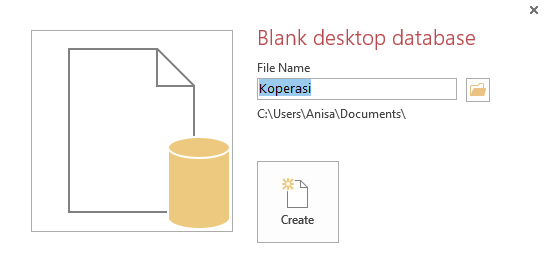 Blank desktop database
File Name
Koperasi
C:\Users\Anisa\Documents\
Create